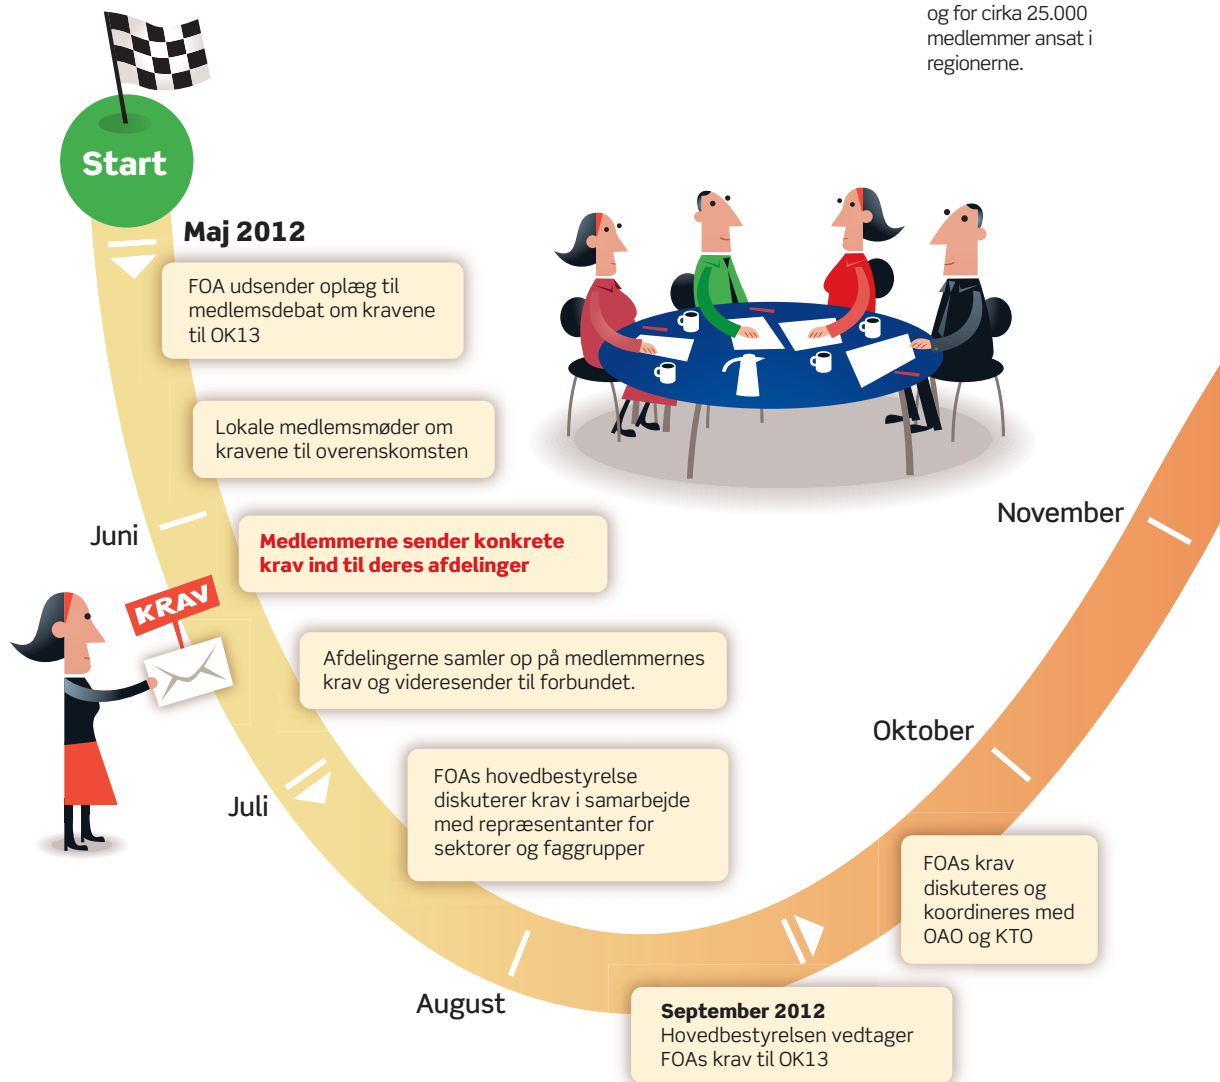 og for cirka 25.000
medlemmer ansat i
regionerne.
Start
Maj 2012
FOA udsender oplæg til
medlemsdebat om kravene
til OK13
Lokale medlemsmøder om
kravene til overenskomsten
Juni
Medlemmerne sender konkrete
krav ind til deres afdelinger
KRAV
Afdelingerne samler op på medlemmernes
krav og videresender til forbundet.
Juli
FOAs hovedbestyrelse
diskuterer krav i samarbejde
med repræsentanter for
sektorer og faggrupper
August
September 2012
Hovedbestyrelsen vedtager
FOAs krav til OK13
FOAs krav
diskuteres og
koordineres med
OAO og KTO
Oktober
November